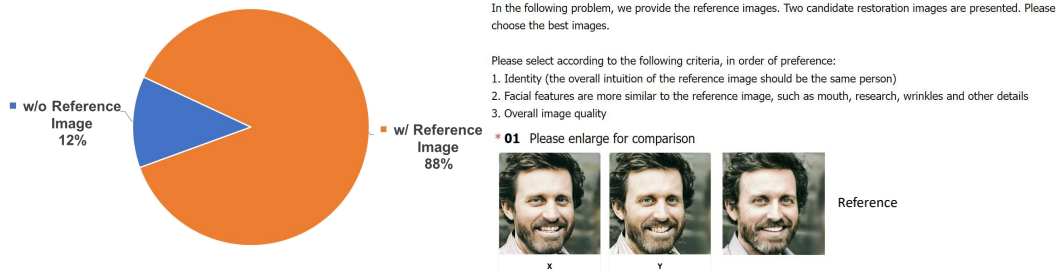 w/o Reference
Image
12%
w/ Reference
Image
88%
In the following problem, we provide the reference images. Two candidate restoration images are presented. Please
choose the best images.
Please select according to the following criteria, in order of preference:
1. Identity (the overall intuition of the reference image should be the same person)
2. Facial features are more similar to the reference image, such as mouth, research, wrinkles and other details
3. Overall image quality
* 01 Please enlarge for comparison
Reference
X
Y